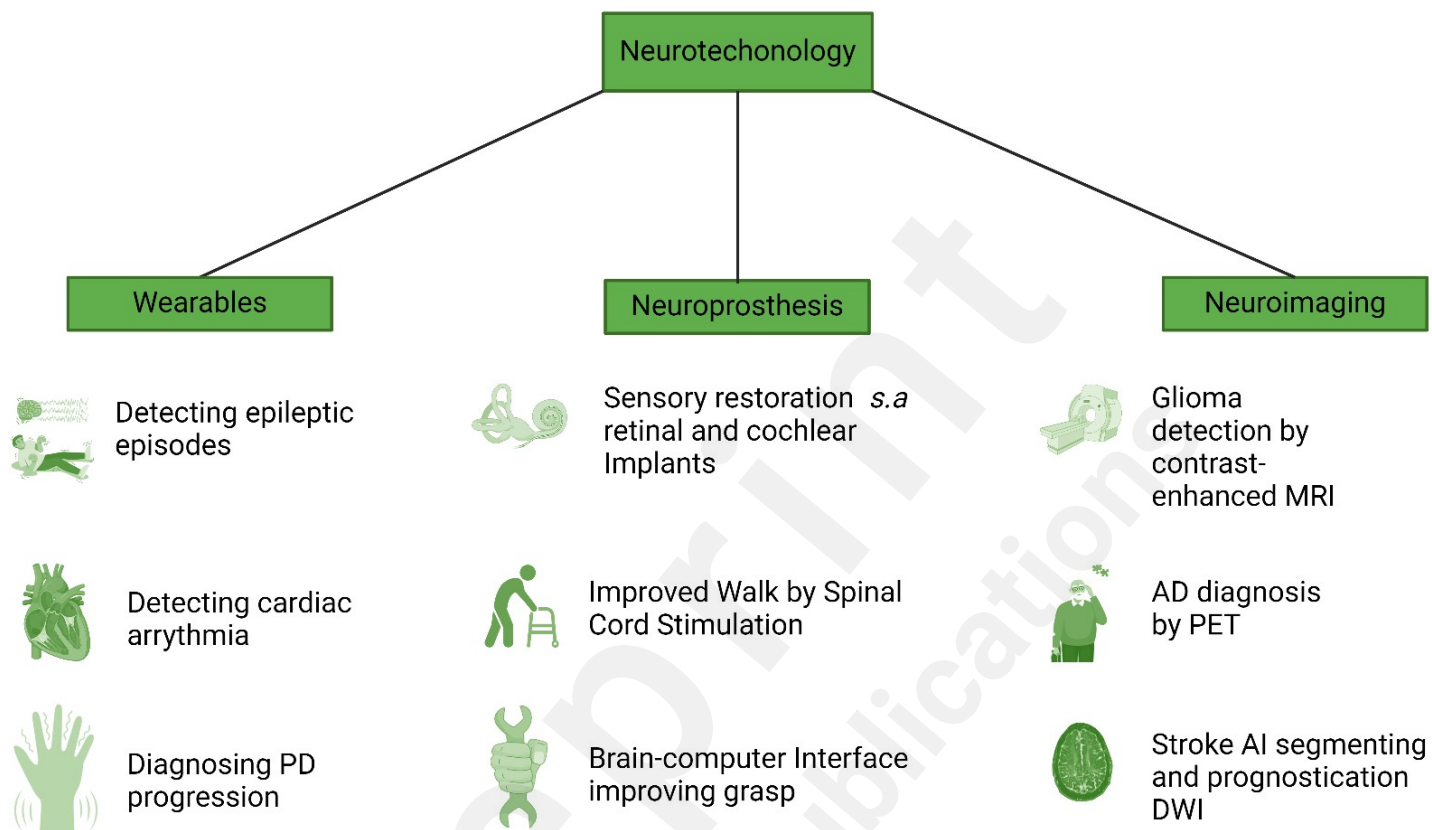 Neurotechonology
Wearables
Neuroprosthesis
Neuroimaging
Detecting epileptic
episodes
Sensory restoration s.a
retinal and cochlear
Implants
Glioma
detection by
contrast-
enhanced MRI
Detecting cardiac
arrythmia
Improved Walk by Spinal
Cord Stimulation
AD diagnosis
by PET
Diagnosing PD
progression
Brain-computer Interface
improving grasp
Stroke AI segmenting
and prognostication
DWI
aprint
ublications